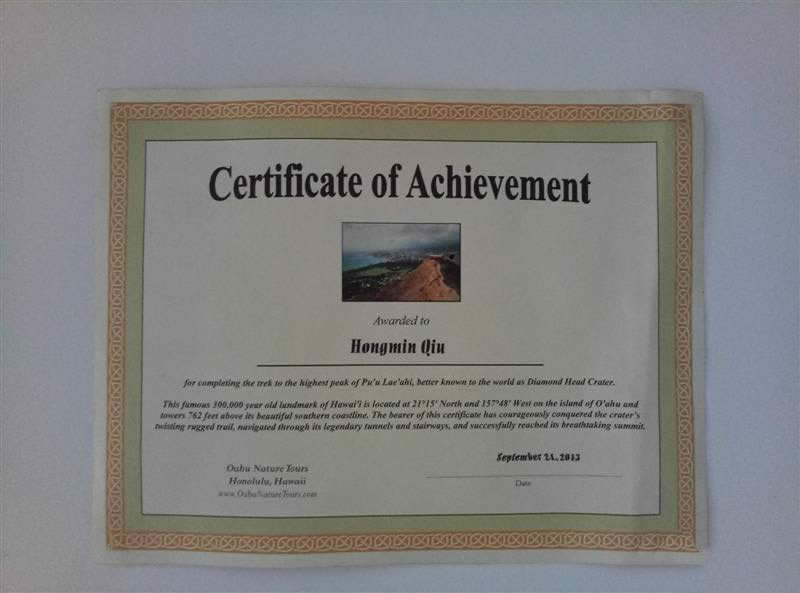 Certificate of Achievement
Awarded to
Hongmin Qiu
for completing the trek to the highest peak of Pu'u Lae'ahi, better known to the world as Diamond Head Crater.
This famous 300,000 year old landmark of Hawai'i is located at 21°15' North and 157°48' West on the island of O'ahu and
towers 762 feet above its beautiful southern coastline. The bearer of this certificate has courageously conquered the crater's
twisting rugged trail, navigated through its legendary tunnels and stairways, and successfully reached its breathtaking summit.
September 21, 2013
Oahu Nature Tours
Honolulu, Hawaii
www.OahuNatureTours.com
Date